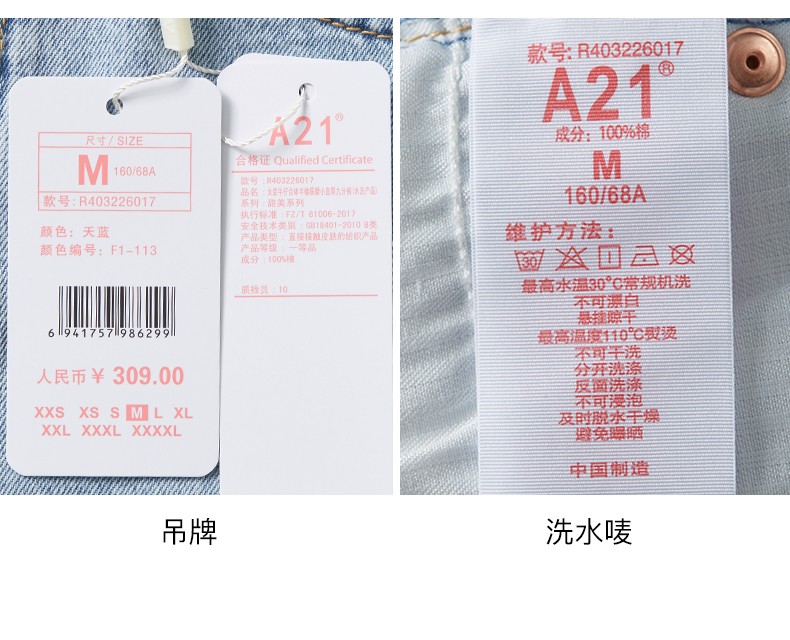 尺寸/SIZE
M 160/68A
款号: R403226017
颜色: 天蓝
颜色编号: F1-113
6 941757 986299
人民币 ¥ 309.00
XXS XS S M L XL
XXL XXXL XXXXL
A21®
合格证 Qualified Certificate
款号: R403226017
系列: 甜美系列
执行标准: FZ/T 81006-2017
安全技术类别: GB18401-2010 B类
产品类型: 直接接触皮肤的纺织产品
产品等级: 一等品
成分: 100%棉
质检员: 10
款号: R403226017
A21®
成分: 100%棉
M
160/68A
维护方法:
30
最高水温30°C常规机洗
不可漂白
悬挂晾干
最高温度110°C熨烫
不可干洗
分开洗涤
反面洗涤
不可浸泡
及时脱水干燥
避免曝晒
中国制造
吊牌
洗水唛